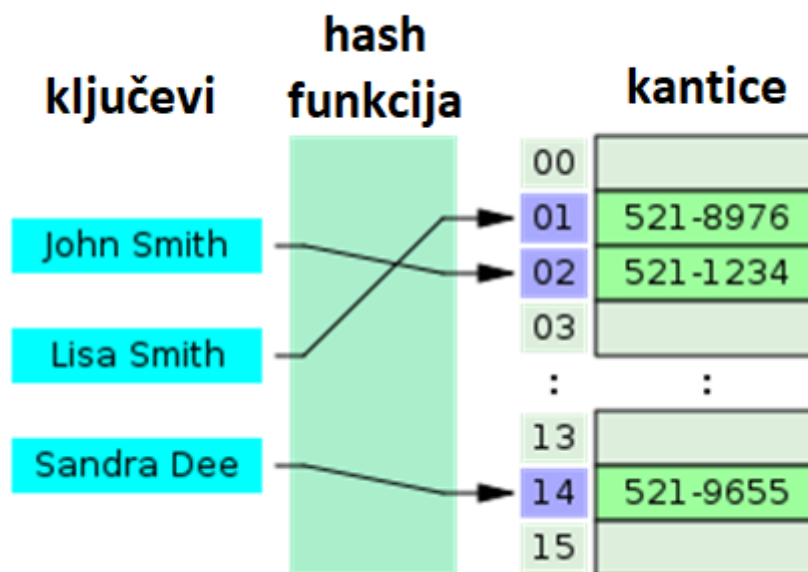 ključevi
hash
funkcija
kantice
John Smith
Lisa Smith
Sandra Dee
00
01 521-8976
02 521-1234
03
: :
13
14 521-9655
15